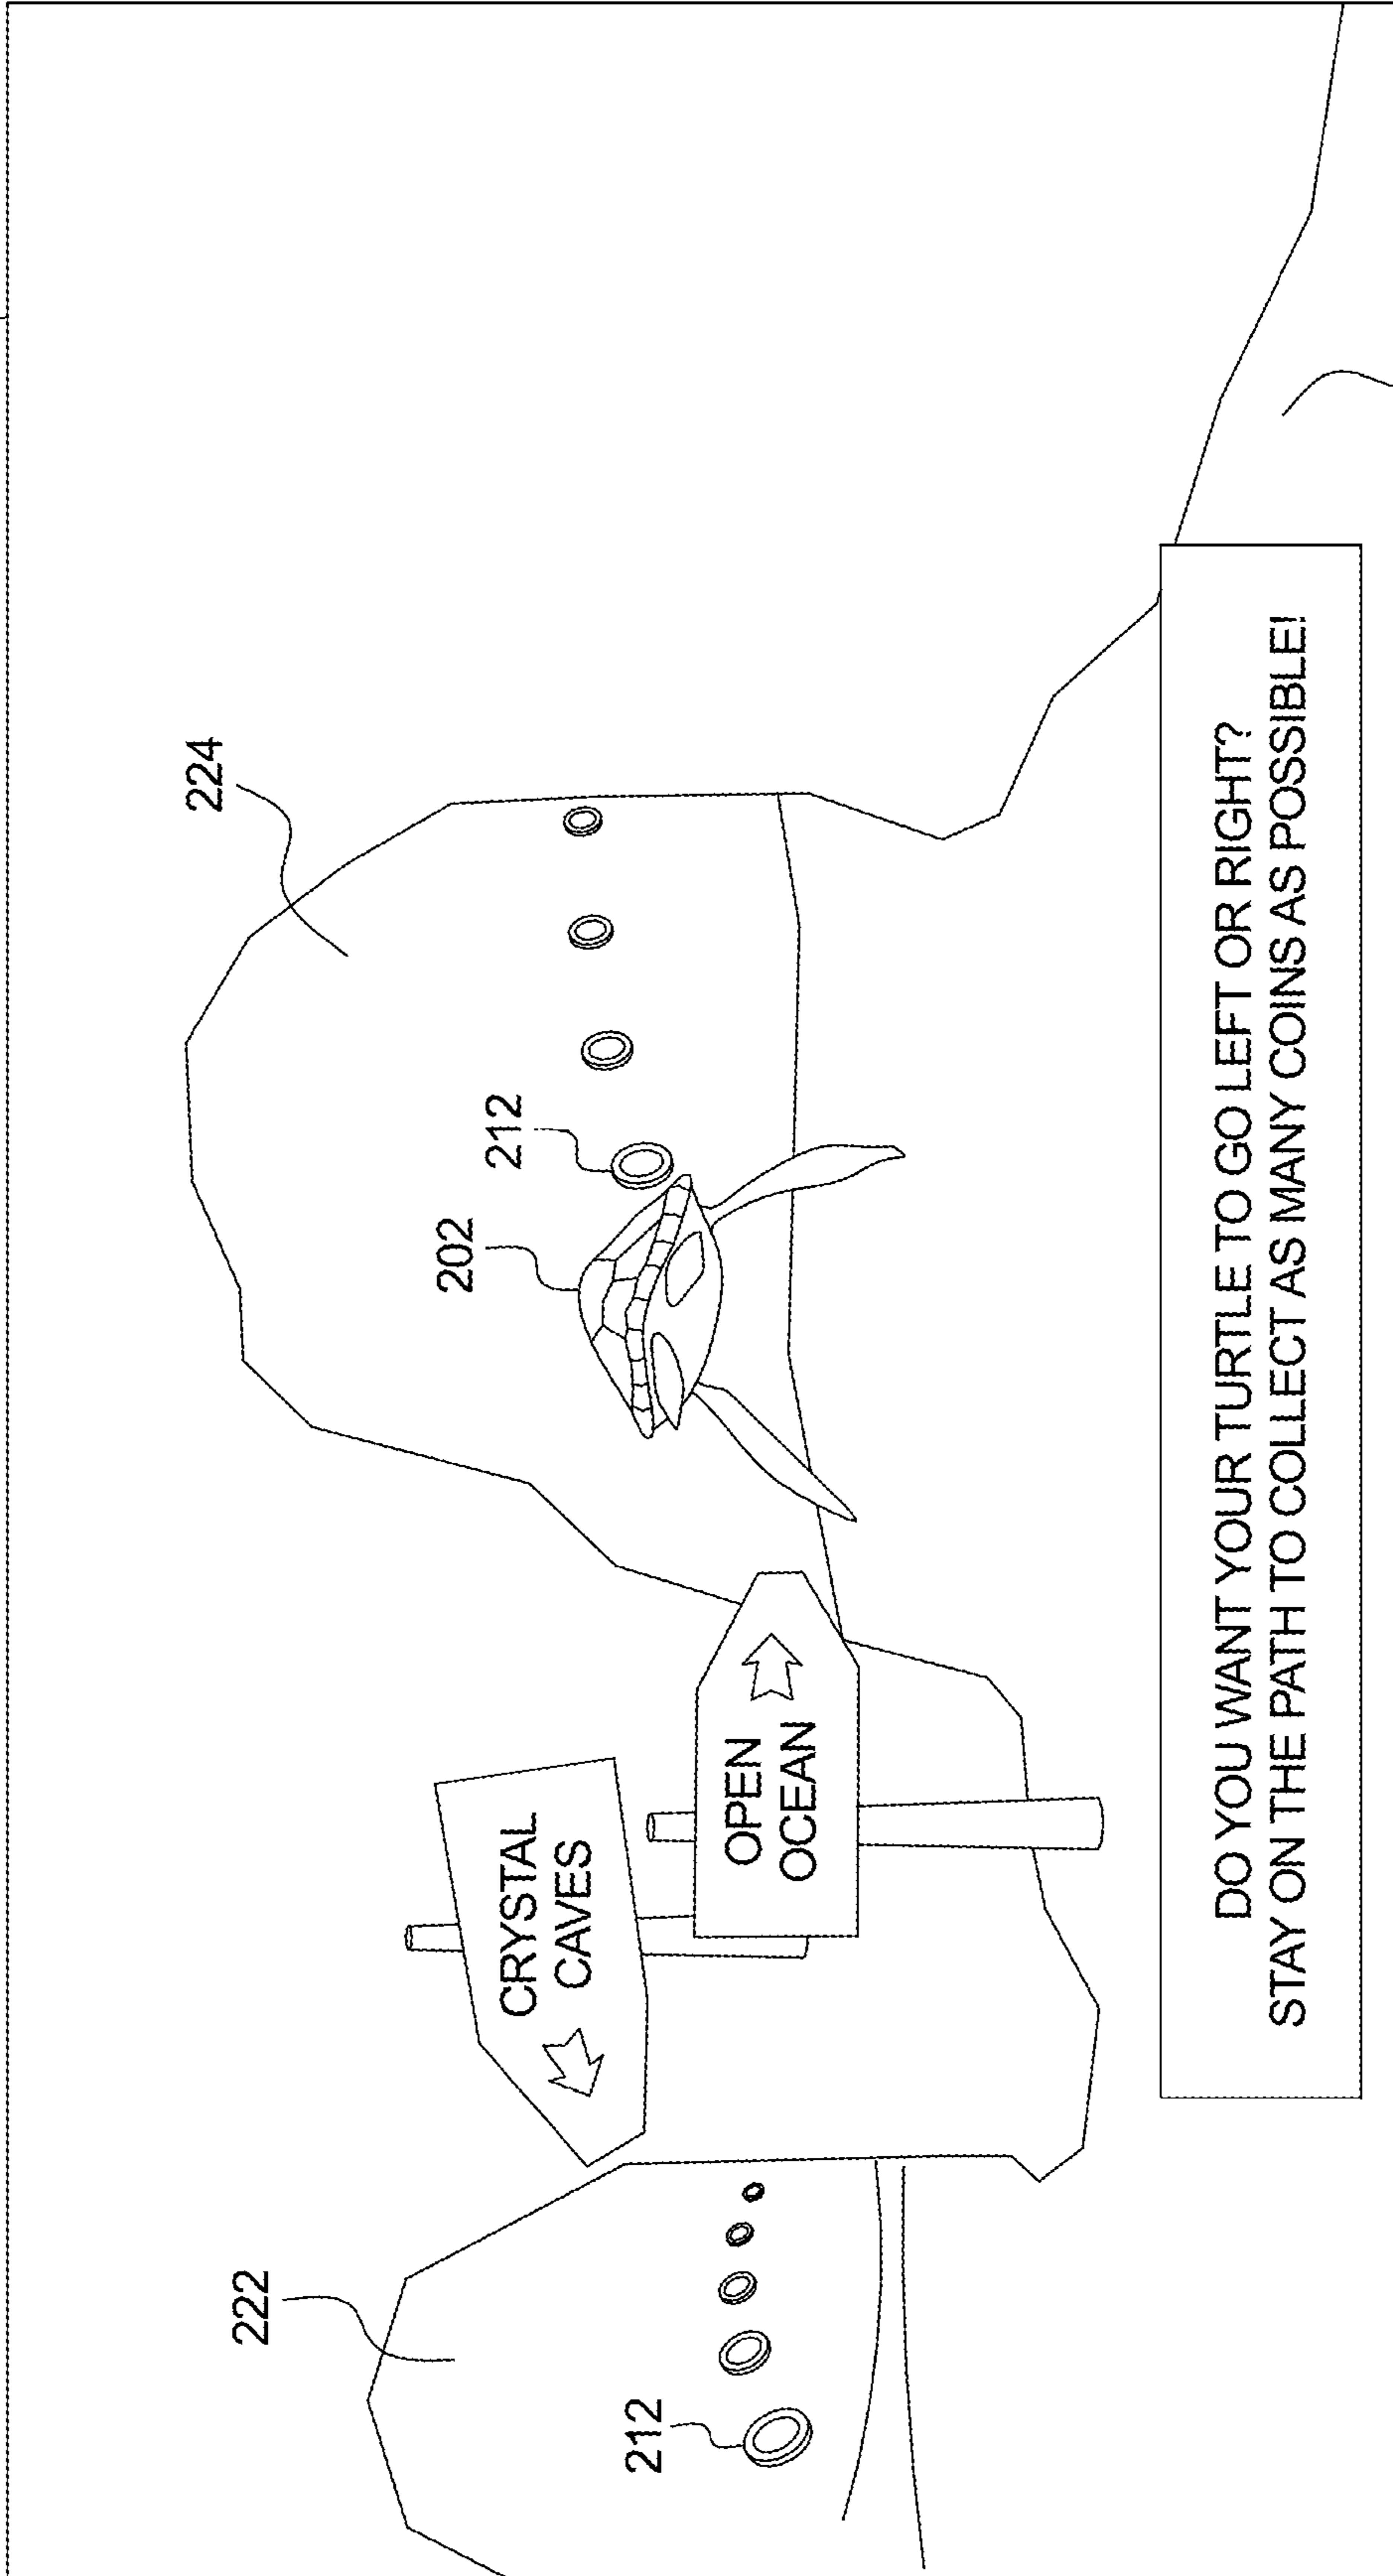 224
222
202
212
212
CRYSTAL
CAVES
OPEN
OCEAN
DO YOU WANT YOUR TURTLE TO GO LEFT OR RIGHT?
STAY ON THE PATH TO COLLECT AS MANY COINS AS POSSIBLE!